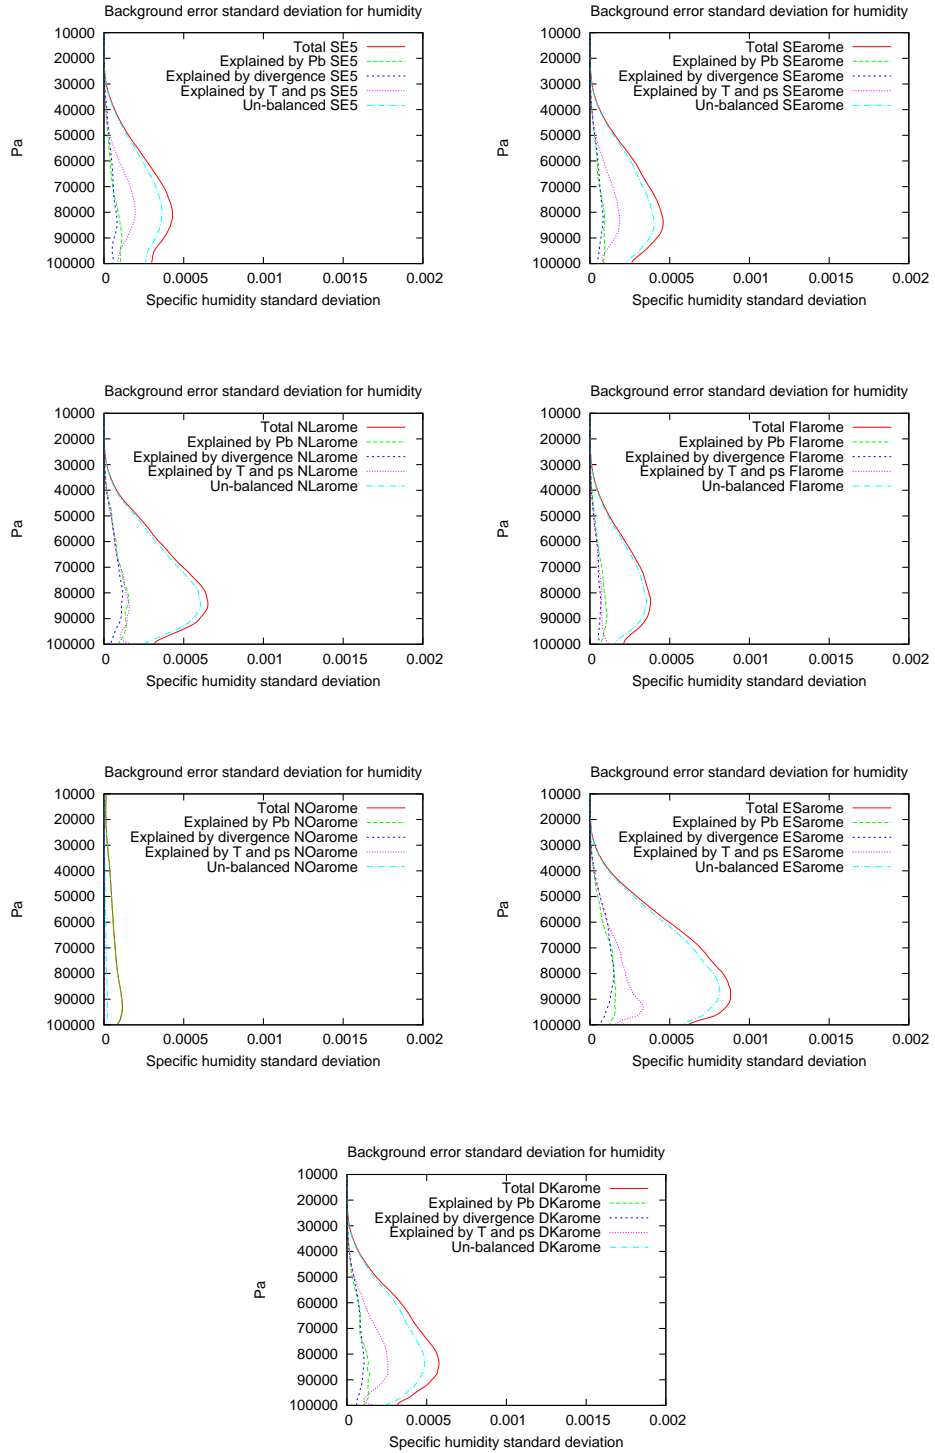 Background error standard deviation for humidity
10000
20000
30000
40000
50000
60000
70000
80000
90000
100000
Pa
Total SE5
Explained by Pb SE5
Explained by divergence SE5
Explained by T and ps SE5
Un-balanced SE5
0 0.0005 0.001 0.0015 0.002
Specific humidity standard deviation
Background error standard deviation for humidity
10000
20000
30000
40000
50000
60000
70000
80000
90000
100000
Pa
Total SEarome
Explained by Pb SEarome
Explained by divergence SEarome
Explained by T and ps SEarome
Un-balanced SEarome
0 0.0005 0.001 0.0015 0.002
Specific humidity standard deviation
Background error standard deviation for humidity
10000
20000
30000
40000
50000
60000
70000
80000
90000
100000
Pa
Total NLarome
Explained by Pb NLarome
Explained by divergence NLarome
Explained by T and ps NLarome
Un-balanced NLarome
0 0.0005 0.001 0.0015 0.002
Specific humidity standard deviation
Background error standard deviation for humidity
10000
20000
30000
40000
50000
60000
70000
80000
90000
100000
Pa
Total FIarome
Explained by Pb FIarome
Explained by divergence FIarome
Explained by T and ps FIarome
Un-balanced FIarome
0 0.0005 0.001 0.0015 0.002
Specific humidity standard deviation
Background error standard deviation for humidity
10000
20000
30000
40000
50000
60000
70000
80000
90000
100000
Pa
Total NOarome
Explained by Pb NOarome
Explained by divergence NOarome
Explained by T and ps NOarome
Un-balanced NOarome
0 0.0005 0.001 0.0015 0.002
Specific humidity standard deviation
Background error standard deviation for humidity
10000
20000
30000
40000
50000
60000
70000
80000
90000
100000
Pa
Total ESarome
Explained by Pb ESarome
Explained by divergence ESarome
Explained by T and ps ESarome
Un-balanced ESarome
0 0.0005 0.001 0.0015 0.002
Specific humidity standard deviation
Background error standard deviation for humidity
10000
20000
30000
40000
50000
60000
70000
80000
90000
100000
Pa
Total DKarome
Explained by Pb DKarome
Explained by divergence DKarome
Explained by T and ps DKarome
Un-balanced DKarome
0 0.0005 0.001 0.0015 0.002
Specific humidity standard deviation